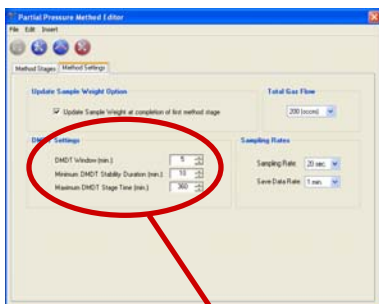 Partial Pressure Method Editor
File Edit Insert
Method Stages Method Settings
Update Sample Weight Option
Update Sample Weight at completion of first method stage
Total Gas Flow
200 (sccm)
DMDT Settings
DMDT Window (min.) 5
Minimum DMDT Stability Duration (min.) 10
Maximum DMDT Stage Time (min.) 360
Sampling Rates
Sampling Rate: 20 sec.
Save Data Rate: 1 min.